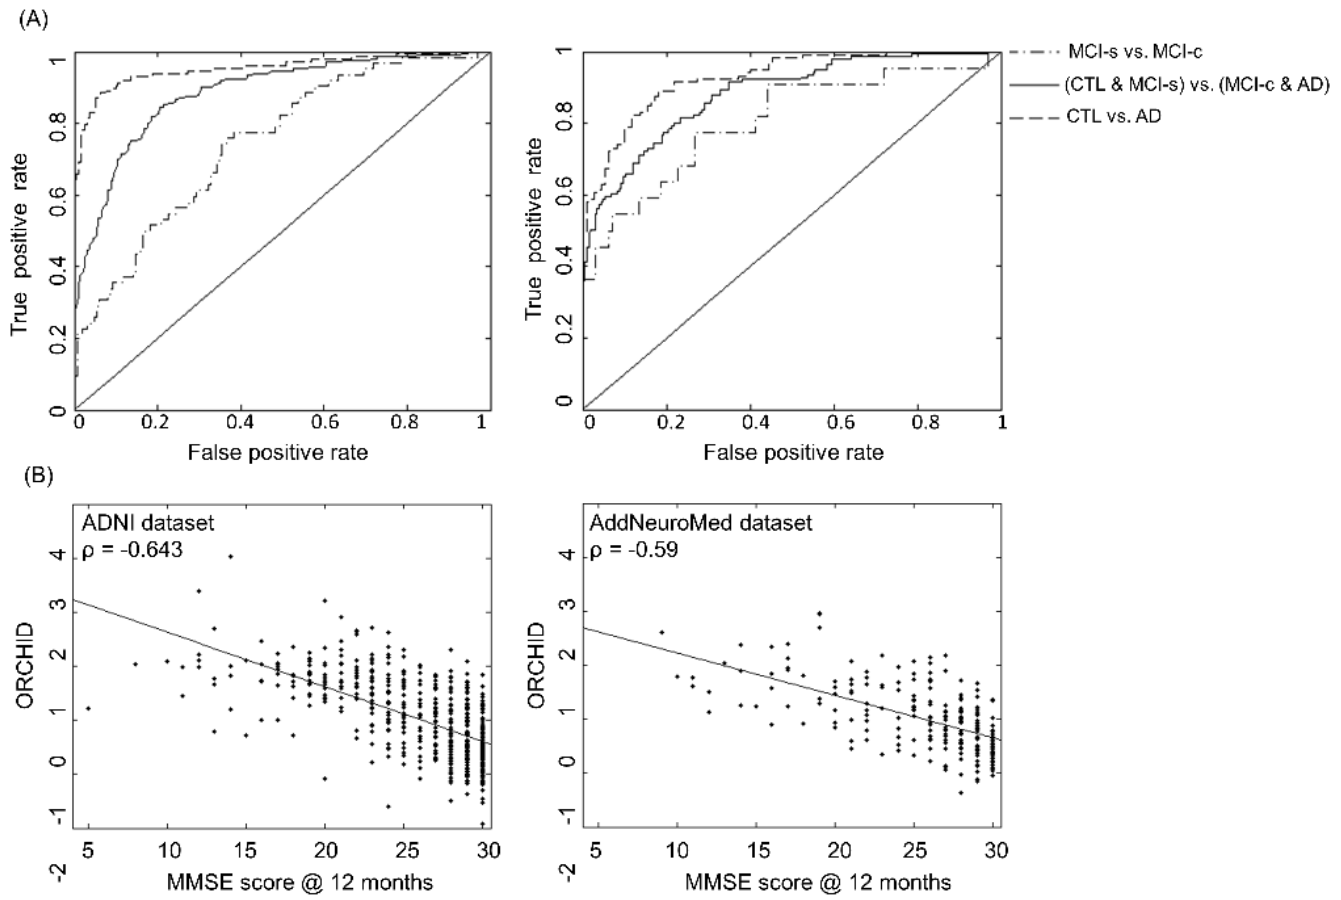 (A)
MCI-s vs. MCI-c
(CTL & MCI-s) vs. (MCI-c & AD)
CTL vs. AD
True positive rate
1
0.8
0.6
0.4
0.2
0
0 0.2 0.4 0.6 0.8 1
False positive rate
True positive rate
1
0.8
0.6
0.4
0.2
0
0 0.2 0.4 0.6 0.8 1
False positive rate
(B)
ADNI dataset
ρ = -0.643
ORCHID
4
3
2
1
0
-1
-2
5 10 15 20 25 30
MMSE score @ 12 months
AddNeuroMed dataset
ρ = -0.59
ORCHID
4
3
2
1
0
-1
-2
5 10 15 20 25 30
MMSE score @ 12 months